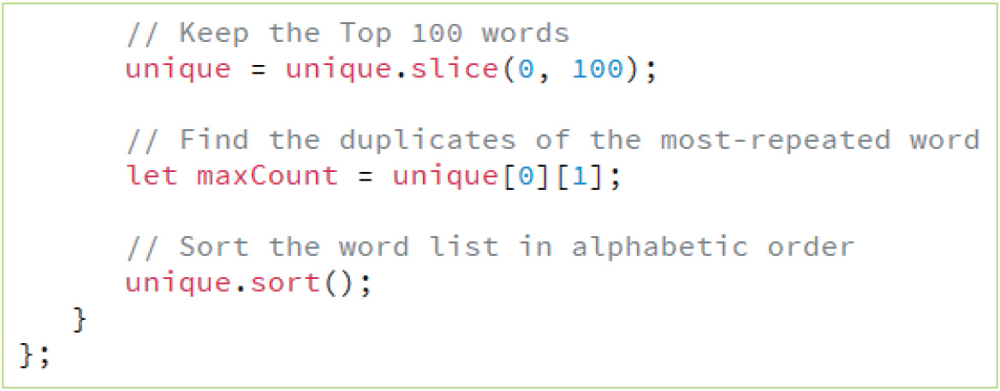 // Keep the Top 100 words
unique = unique.slice(0, 100);
// Find the duplicates of the most-repeated word
let maxCount = unique[0][1];
// Sort the word list in alphabetic order
unique.sort();
}
};